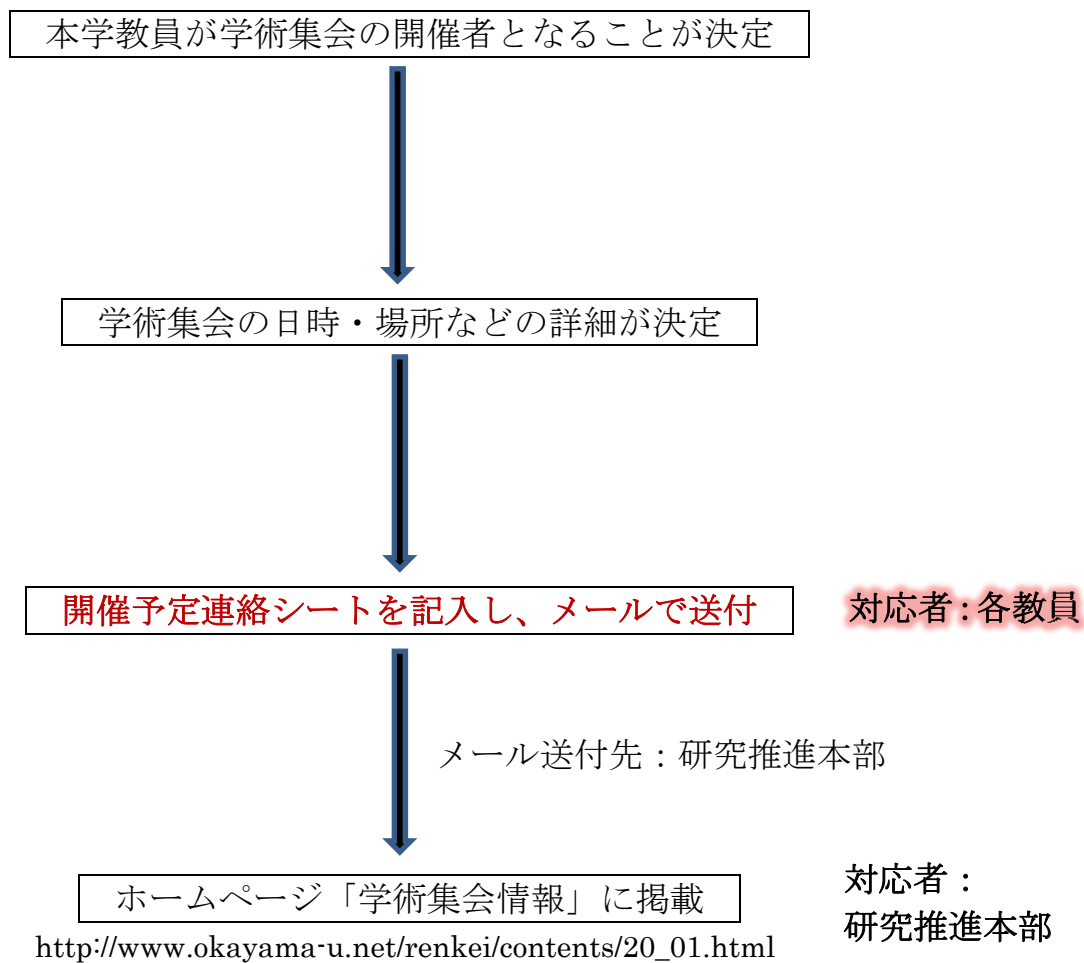 本学教員が学術集会の開催者となることが決定
学術集会の日時・場所などの詳細が決定
開催予定連絡シートを記入し、メールで送付
対応者：各教員
メール送付先：研究推進本部
ホームページ「学術集会情報」に掲載
対応者：
研究推進本部
http://www.okayama-u.net/renkei/contents/20_01.html